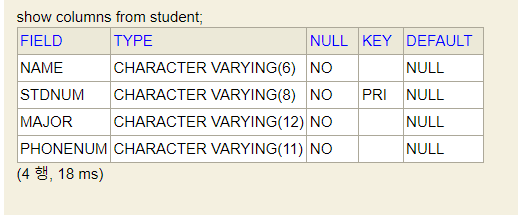 show columns from student;
FIELD TYPE NULL KEY DEFAULT
NAME CHARACTER VARYING(6) NO NULL
STDNUM CHARACTER VARYING(8) NO PRI NULL
MAJOR CHARACTER VARYING(12) NO NULL
PHONENUM CHARACTER VARYING(11) NO NULL
(4 행, 18 ms)